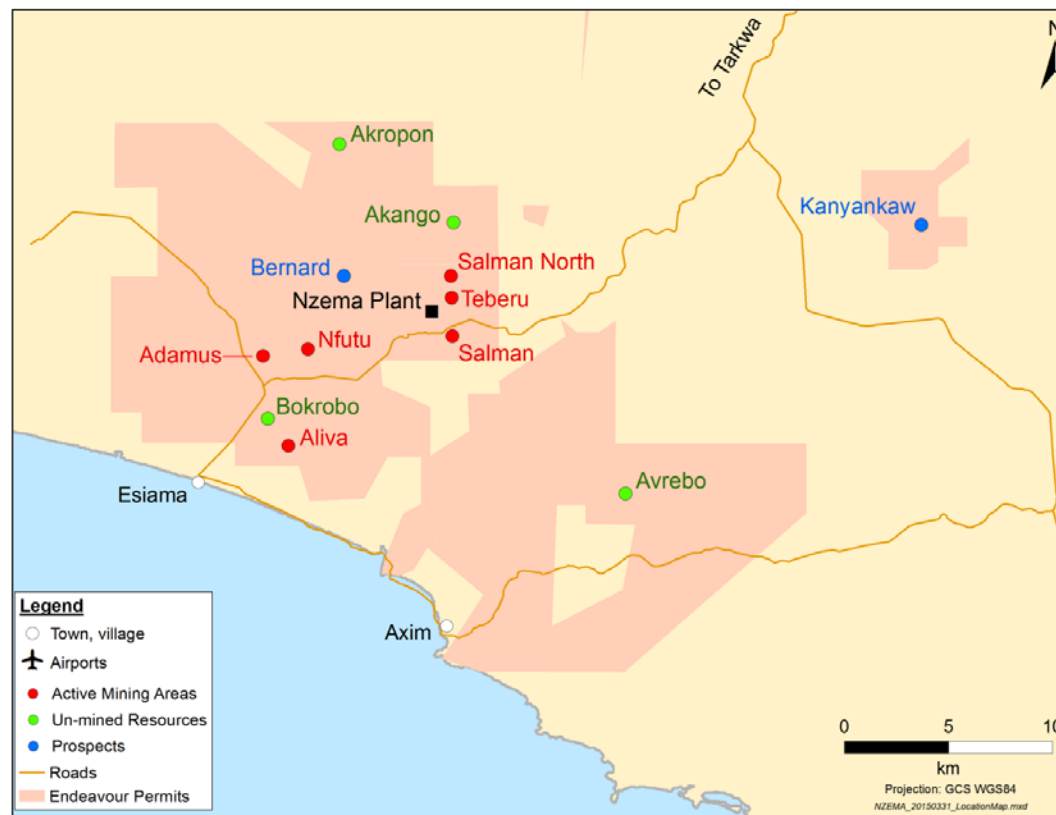 N
To Tarkwa
Akropon
Kanyankaw
Akango
Bernard
Salman North
Nzema Plant
Teberu
Nfutu
Salman
Adamus
Bokrobo
Aliva
Avrebo
Esiama
Axim
Legend
Town, village
Airports
Active Mining Areas
Un-mined Resources
Prospects
Roads
Endeavour Permits
0 5 10
km
Projection: GCS WGS84
NZEMA_20150331_LocationMap.mxd